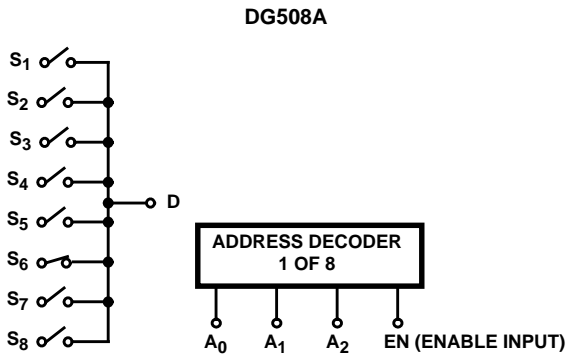 DG508A
S1
S2
S3
S4
S5
S6
S7
S8
D
ADDRESS DECODER
1 OF 8
A0 A1 A2 EN (ENABLE INPUT)